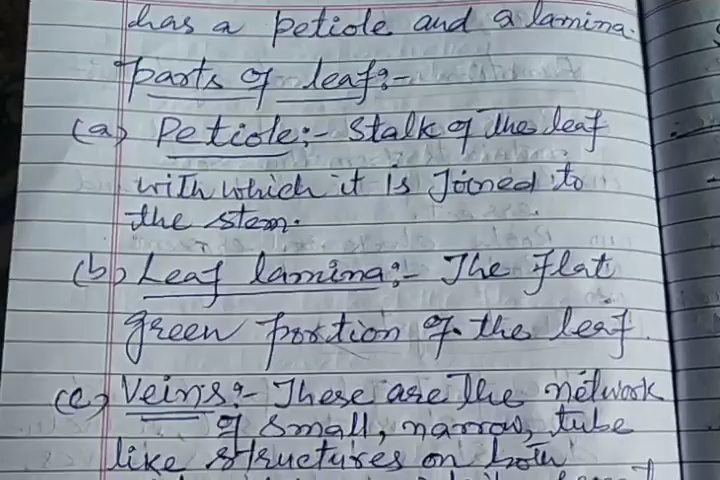 has a petiole and a lamina.
Parts of leaf:-
(a) Petiole:- Stalk of the leaf
with which it is Joined to
the stem.
(b) Leaf lamina:- The flat
green portion of the leaf.
(c) Veins:- These are the network
of small, narrow, tube
like structures on both